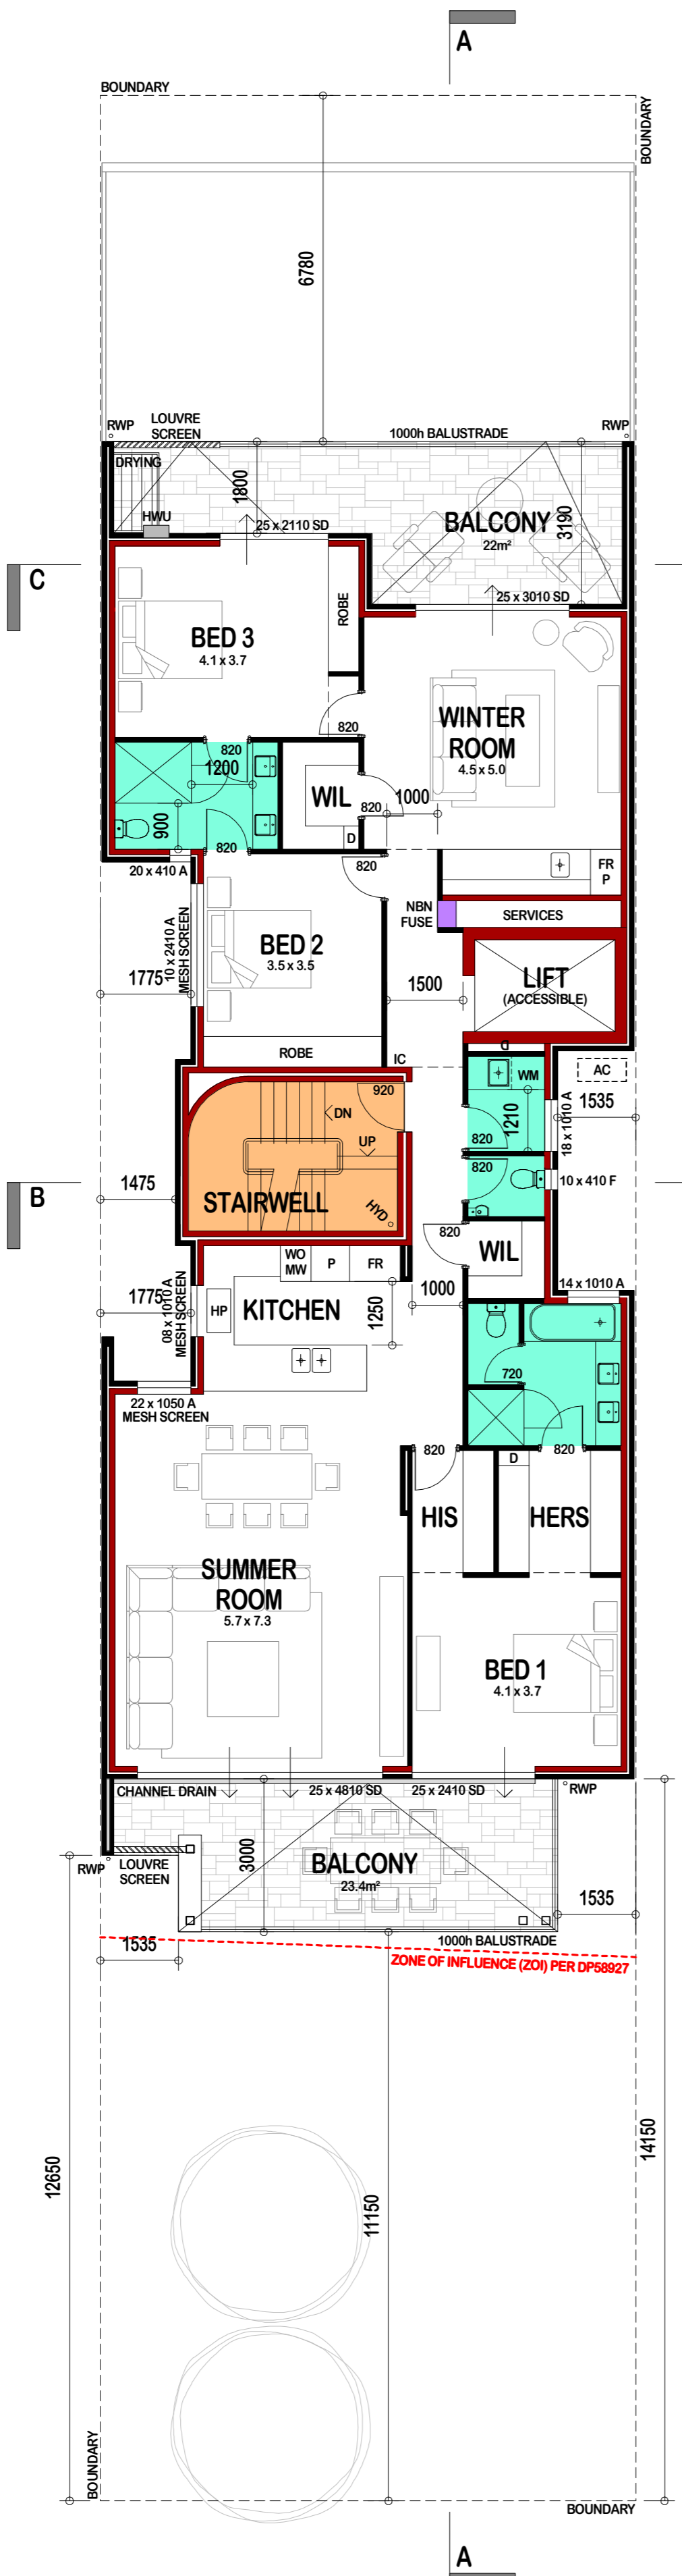 A
BOUNDARY
BOUNDARY
6780
RWP
LOUVRE
SCREEN
1000h BALUSTRADE
RWP
DRYING
1800
HWU
25 x 2110 SD
BALCONY
22m²
3190
C
25 x 3010 SD
BED 3
4.1 x 3.7
ROBE
WINTER
ROOM
4.5 x 5.0
820
820
1200
WIL
820
1000
900
D
820
820
20 x 410 A
FR
P
10 x 2410 A
MESH SCREEN
NBN
FUSE
SERVICES
BED 2
3.5 x 3.5
1775
1500
LIFT
(ACCESSIBLE)
ROBE
IC
D
AC
WM
920
DN
1210
18 x 1010 A
1535
UP
820
820
10 x 410 F
B
1475
STAIRWELL
HYD
820
WIL
WO
MW
P
FR
1775
08 x 1010 A
MESH SCREEN
HP
KITCHEN
1250
1000
14 x 1010 A
720
22 x 1050 A
MESH SCREEN
820
D
820
HIS
HERS
SUMMER
ROOM
5.7 x 7.3
BED 1
4.1 x 3.7
CHANNEL DRAIN
25 x 4810 SD
25 x 2410 SD
RWP
RWP
LOUVRE
SCREEN
3000
BALCONY
23.4m²
1535
1535
1000h BALUSTRADE
ZONE OF INFLUENCE (ZOI) PER DP58927
12650
11150
14150
BOUNDARY
BOUNDARY
A